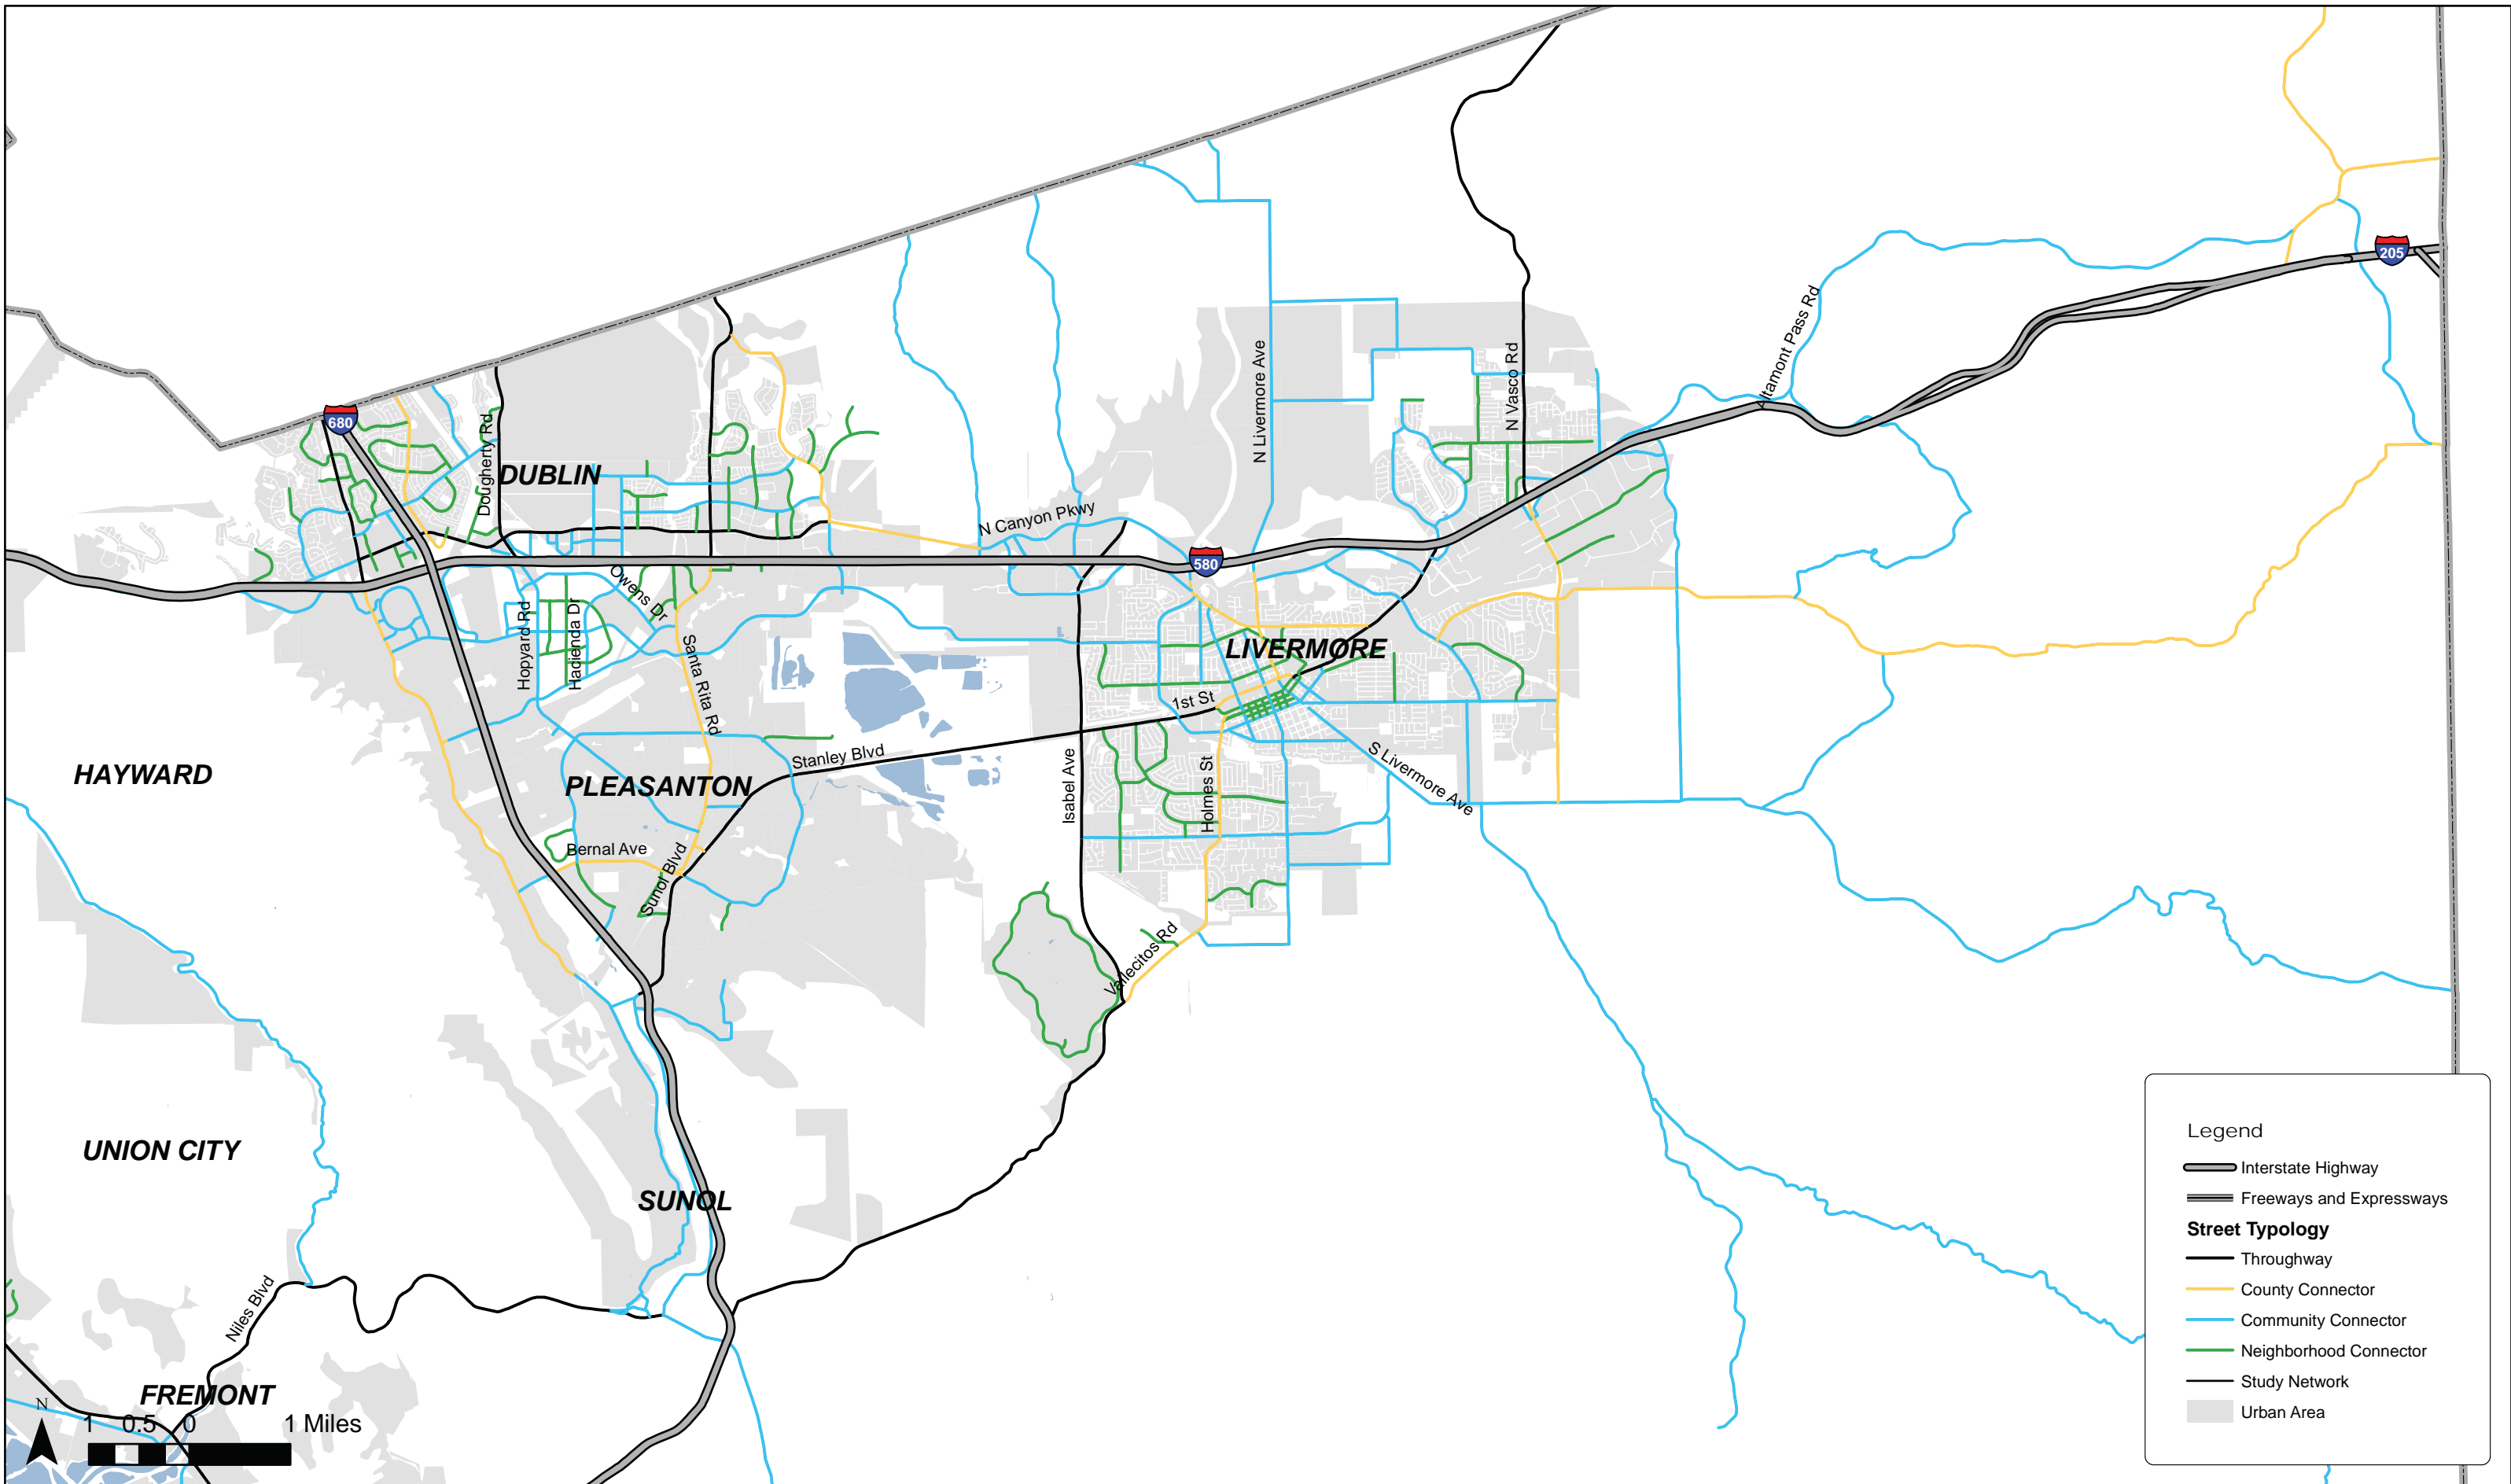 205
Altamont Pass Rd
N Livermore Ave
N Vasco Rd
680
Dougherty Rd
DUBLIN
N Canyon Pkwy
580
Owens Dr
Hopyard Rd
Hacienda Dr
Santa Rita Rd
LIVERMORE
1st St
HAYWARD
PLEASANTON
Stanley Blvd
Isabel Ave
Holmes St
S Livermore Ave
Bernal Ave
Sunol Blvd
Vallecitos Rd
UNION CITY
SUNOL
Niles Blvd
FREMONT
N
1 0.5 0 1 Miles
Legend
Interstate Highway
Freeways and Expressways
Street Typology
Throughway
County Connector
Community Connector
Neighborhood Connector
Study Network
Urban Area